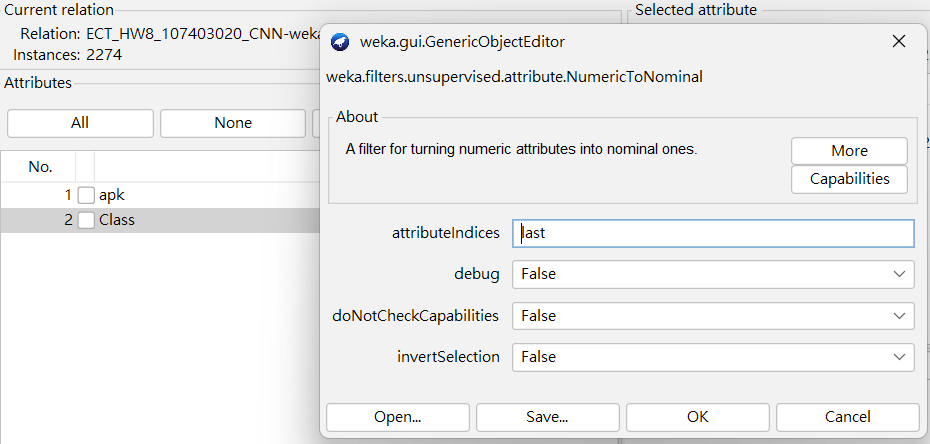 Current relation
Relation: ECT_HW8_107403020_CNN-weka
Instances: 2274
Attributes
All
None
No.
1 apk
2 Class
Selected attribute
weka.gui.GenericObjectEditor
weka.filters.unsupervised.attribute.NumericToNominal
About
A filter for turning numeric attributes into nominal ones.
More
Capabilities
attributeIndices last
debug False
doNotCheckCapabilities False
invertSelection False
Open... Save... OK Cancel